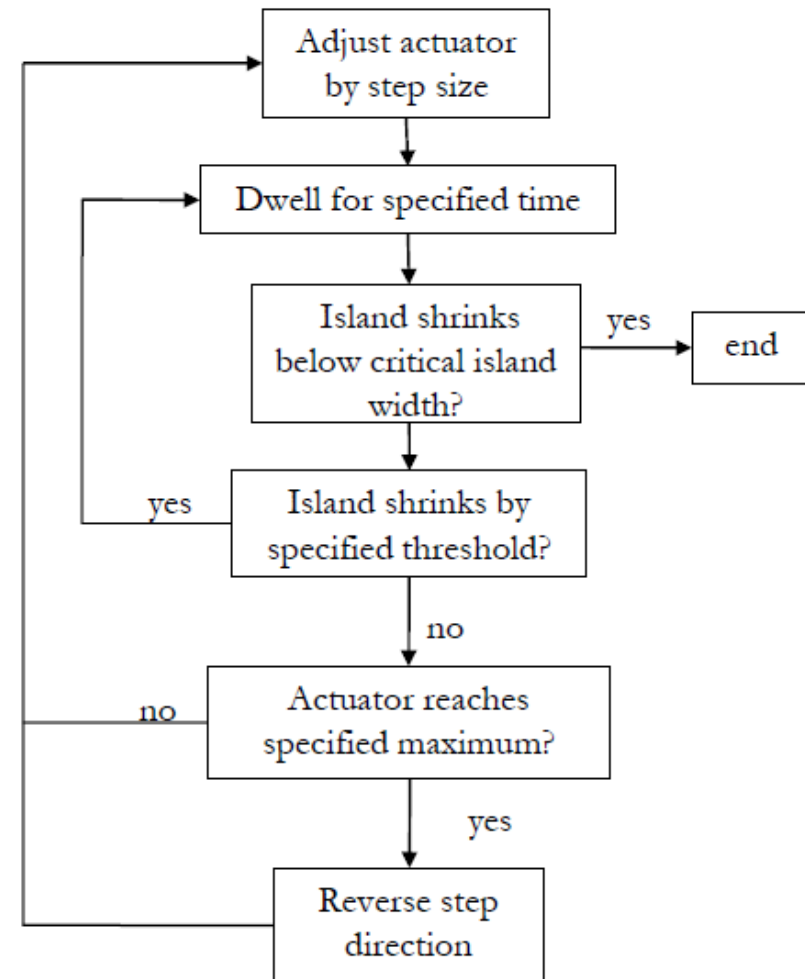 Adjust actuator
by step size
Dwell for specified time
Island shrinks
below critical island
width?
yes
end
yes
Island shrinks by
specified threshold?
no
no
Actuator reaches
specified maximum?
yes
Reverse step
direction